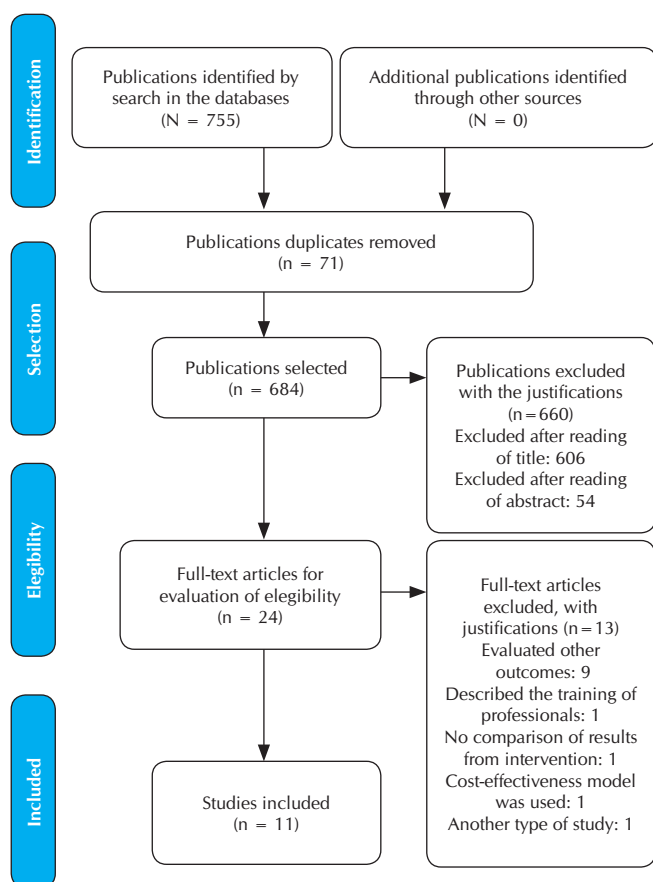 Identification
Publications identified by
search in the databases
(N = 755)
Additional publications identified
through other sources
(N = 0)
Publications duplicates removed
(n = 71)
Selection
Publications selected
(n = 684)
Publications excluded
with the justifications
(n=660)
Excluded after reading
of title: 606
Excluded after reading
of abstract: 54
Elegibility
Full-text articles for
evaluation of elegibility
(n = 24)
Full-text articles
excluded, with
justifications (n=13)
Evaluated other
outcomes: 9
Described the training of
professionals: 1
No comparison of results
from intervention: 1
Cost-effectiveness model
was used: 1
Another type of study: 1
Included
Studies included
(n = 11)